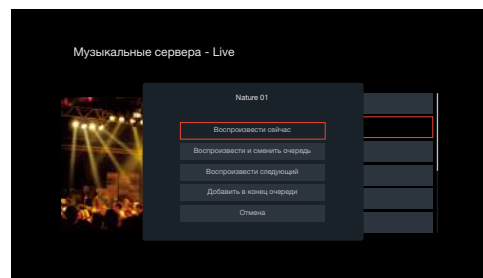 Музыкальные сервера - Live
Nature 01
Воспроизвести сейчас
Воспроизвести и сменить очередь
Воспроизвести следующий
Добавить в конец очереди
Отмена